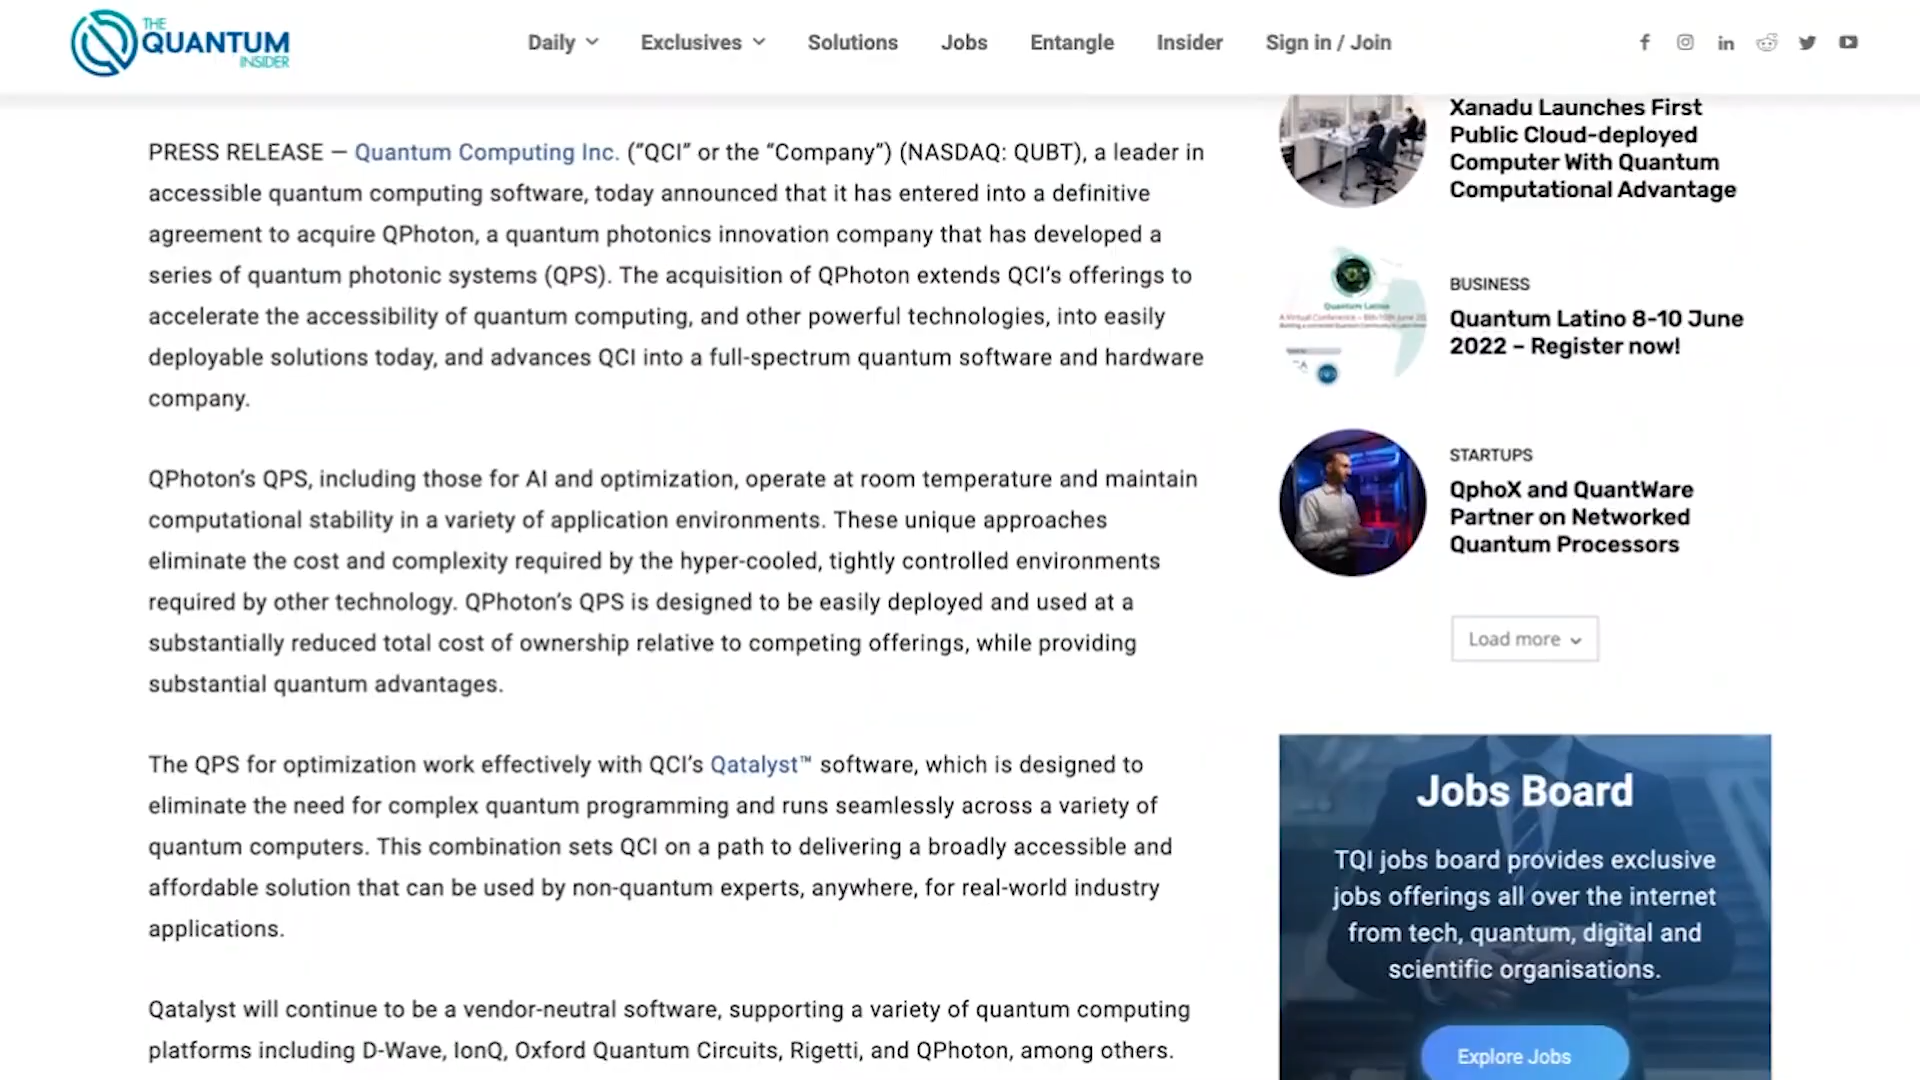 THE
QUANTUM
INSIDER
Daily
Exclusives
Solutions
Jobs
Entangle
Insider
Sign in / Join
PRESS RELEASE — Quantum Computing Inc. (“QCI” or the “Company”) (NASDAQ: QUBT), a leader in
accessible quantum computing software, today announced that it has entered into a definitive
agreement to acquire QPhoton, a quantum photonics innovation company that has developed a
series of quantum photonic systems (QPS). The acquisition of QPhoton extends QCI’s offerings to
accelerate the accessibility of quantum computing, and other powerful technologies, into easily
deployable solutions today, and advances QCI into a full-spectrum quantum software and hardware
company.
QPhoton’s QPS, including those for AI and optimization, operate at room temperature and maintain
computational stability in a variety of application environments. These unique approaches
eliminate the cost and complexity required by the hyper-cooled, tightly controlled environments
required by other technology. QPhoton’s QPS is designed to be easily deployed and used at a
substantially reduced total cost of ownership relative to competing offerings, while providing
substantial quantum advantages.
The QPS for optimization work effectively with QCI’s Qatalyst™ software, which is designed to
eliminate the need for complex quantum programming and runs seamlessly across a variety of
quantum computers. This combination sets QCI on a path to delivering a broadly accessible and
affordable solution that can be used by non-quantum experts, anywhere, for real-world industry
applications.
Qatalyst will continue to be a vendor-neutral software, supporting a variety of quantum computing
platforms including D-Wave, IonQ, Oxford Quantum Circuits, Rigetti, and QPhoton, among others.
Xanadu Launches First
Public Cloud-deployed
Computer With Quantum
Computational Advantage
Quantum Latino
BUSINESS
Quantum Latino 8-10 June
2022 – Register now!
STARTUPS
QphoX and QuantWare
Partner on Networked
Quantum Processors
Load more
Jobs Board
TQI jobs board provides exclusive
jobs offerings all over the internet
from tech, quantum, digital and
scientific organisations.
Explore Jobs